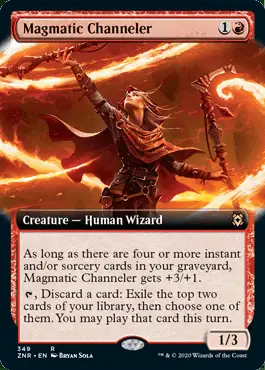 Magmatic Channeler 1
Creature — Human Wizard
As long as there are four or more instant
and/or sorcery cards in your graveyard,
Magmatic Channeler gets +3/+1.
, Discard a card: Exile the top two
cards of your library, then choose one
of them. You may play that card this turn.
1/3
349 R
ZNR • EN BRYAN SOLA
™ & © 2020 Wizards of the Coast